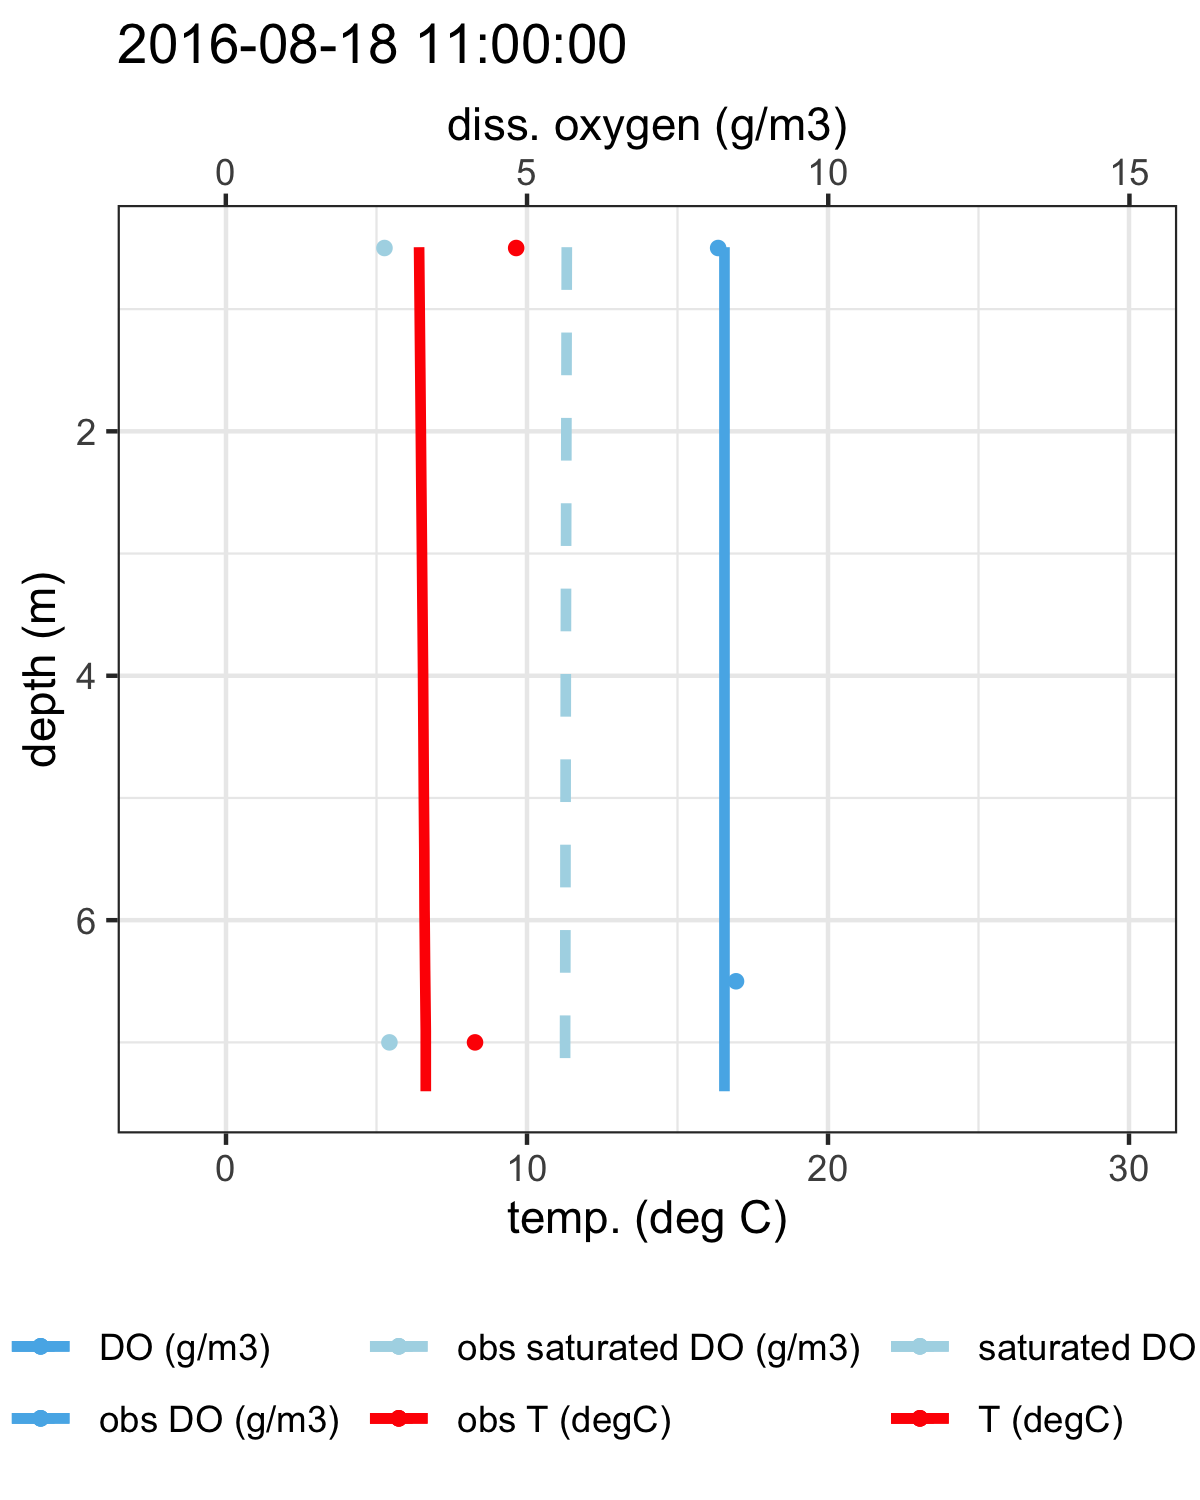 2016-08-18 11:00:00
diss. oxygen (g/m3)
0 5 10 15
depth (m)
2
4
6
0 10 20 30
temp. (deg C)
DO (g/m3) obs saturated DO (g/m3) saturated DO
obs DO (g/m3) obs T (degC) T (degC)